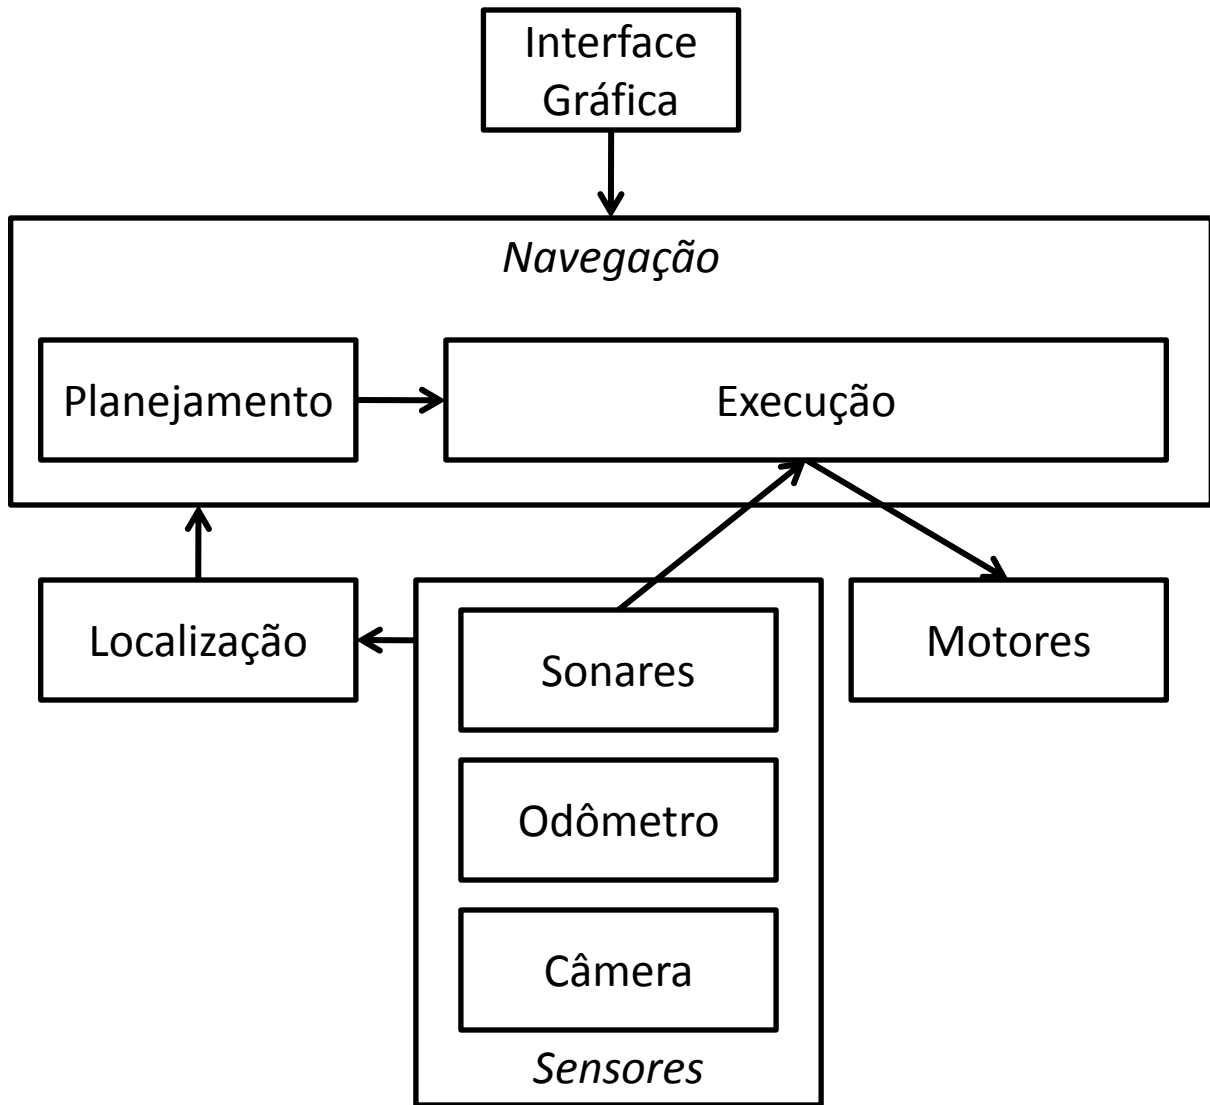 Interface
Gráfica
Navegação
Planejamento
Execução
Localização
Sonares
Motores
Odômetro
Câmera
Sensores